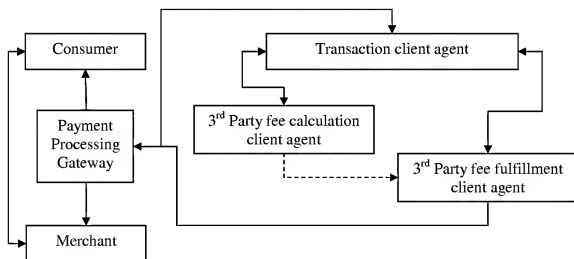 Consumer
Transaction client agent
Payment
Processing
Gateway
3rd Party fee calculation
client agent
3rd Party fee fulfillment
client agent
Merchant